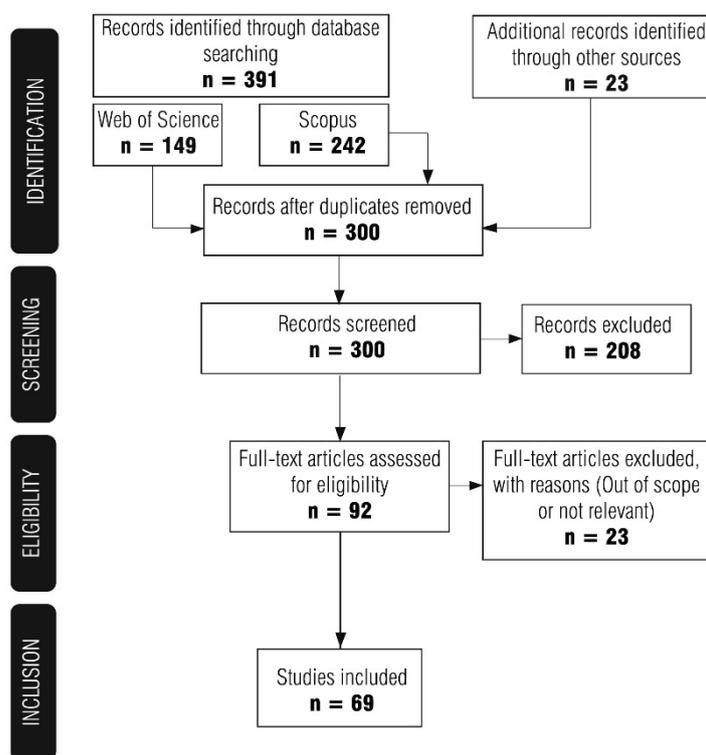 IDENTIFICATION
Records identified through database
searching
n = 391
Additional records identified
through other sources
n = 23
Web of Science
n = 149
Scopus
n = 242
Records after duplicates removed
n = 300
SCREENING
Records screened
n = 300
Records excluded
n = 208
ELIGIBILITY
Full-text articles assessed
for eligibility
n = 92
Full-text articles excluded,
with reasons (Out of scope
or not relevant)
n = 23
INCLUSION
Studies included
n = 69